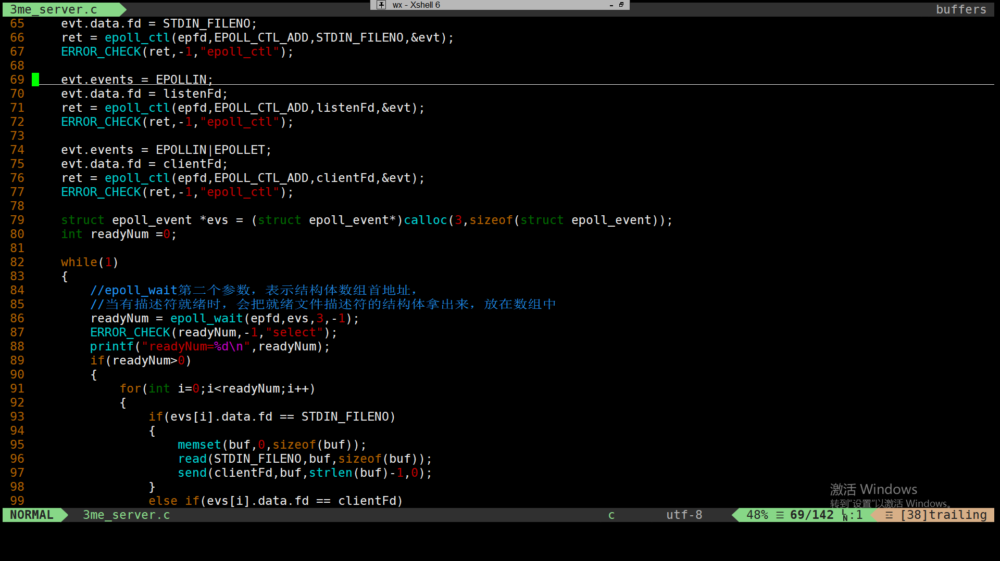 wx - Xshell 6
3me_server.c buffers
65 evt.data.fd = STDIN_FILENO;
66 ret = epoll_ctl(epfd,EPOLL_CTL_ADD,STDIN_FILENO,&evt);
67 ERROR_CHECK(ret,-1,"epoll_ctl");
68
69 evt.events = EPOLLIN;
70 evt.data.fd = listenFd;
71 ret = epoll_ctl(epfd,EPOLL_CTL_ADD,listenFd,&evt);
72 ERROR_CHECK(ret,-1,"epoll_ctl");
73
74 evt.events = EPOLLIN|EPOLLET;
75 evt.data.fd = clientFd;
76 ret = epoll_ctl(epfd,EPOLL_CTL_ADD,clientFd,&evt);
77 ERROR_CHECK(ret,-1,"epoll_ctl");
78
79 struct epoll_event *evs = (struct epoll_event*)calloc(3,sizeof(struct epoll_event));
80 int readyNum =0;
81
82 while(1)
83 {
84 //epoll_wait第二个参数，表示结构体数组首地址，
85 //当有描述符就绪时，会把就绪文件描述符的结构体拿出来，放在数组中
86 readyNum = epoll_wait(epfd,evs,3,-1);
87 ERROR_CHECK(readyNum,-1,"select");
88 printf("readyNum=%d\n",readyNum);
89 if(readyNum>0)
90 {
91 for(int i=0;i<readyNum;i++)
92 {
93 if(evs[i].data.fd == STDIN_FILENO)
94 {
95 memset(buf,0,sizeof(buf));
96 read(STDIN_FILENO,buf,sizeof(buf));
97 send(clientFd,buf,strlen(buf)-1,0);
98 }
99 else if(evs[i].data.fd == clientFd)
激活 Windows
转到“设置”以激活 Windows。
NORMAL 3me_server.c c utf-8 48% ☰ 69/142 ㏑:1 ☲ [38]trailing